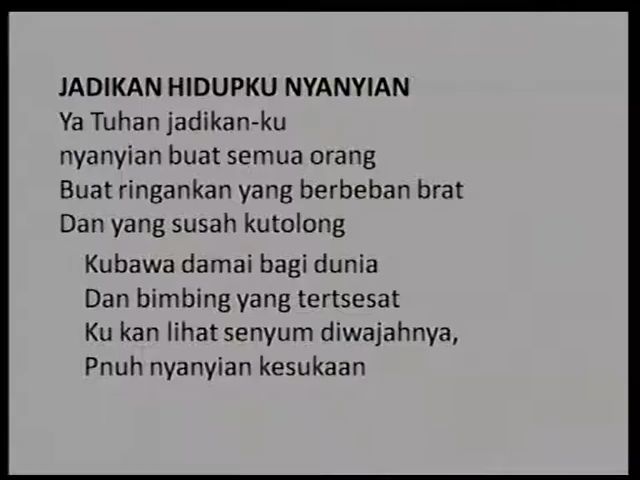 JADIKAN HIDUPKU NYANYIAN
Ya Tuhan jadikan-ku
nyanyian buat semua orang
Buat ringankan yang berbeban brat
Dan yang susah kutolong
Kubawa damai bagi dunia
Dan bimbing yang tertsesat
Ku kan lihat senyum diwajahnya,
Pnuh nyanyian kesukaan